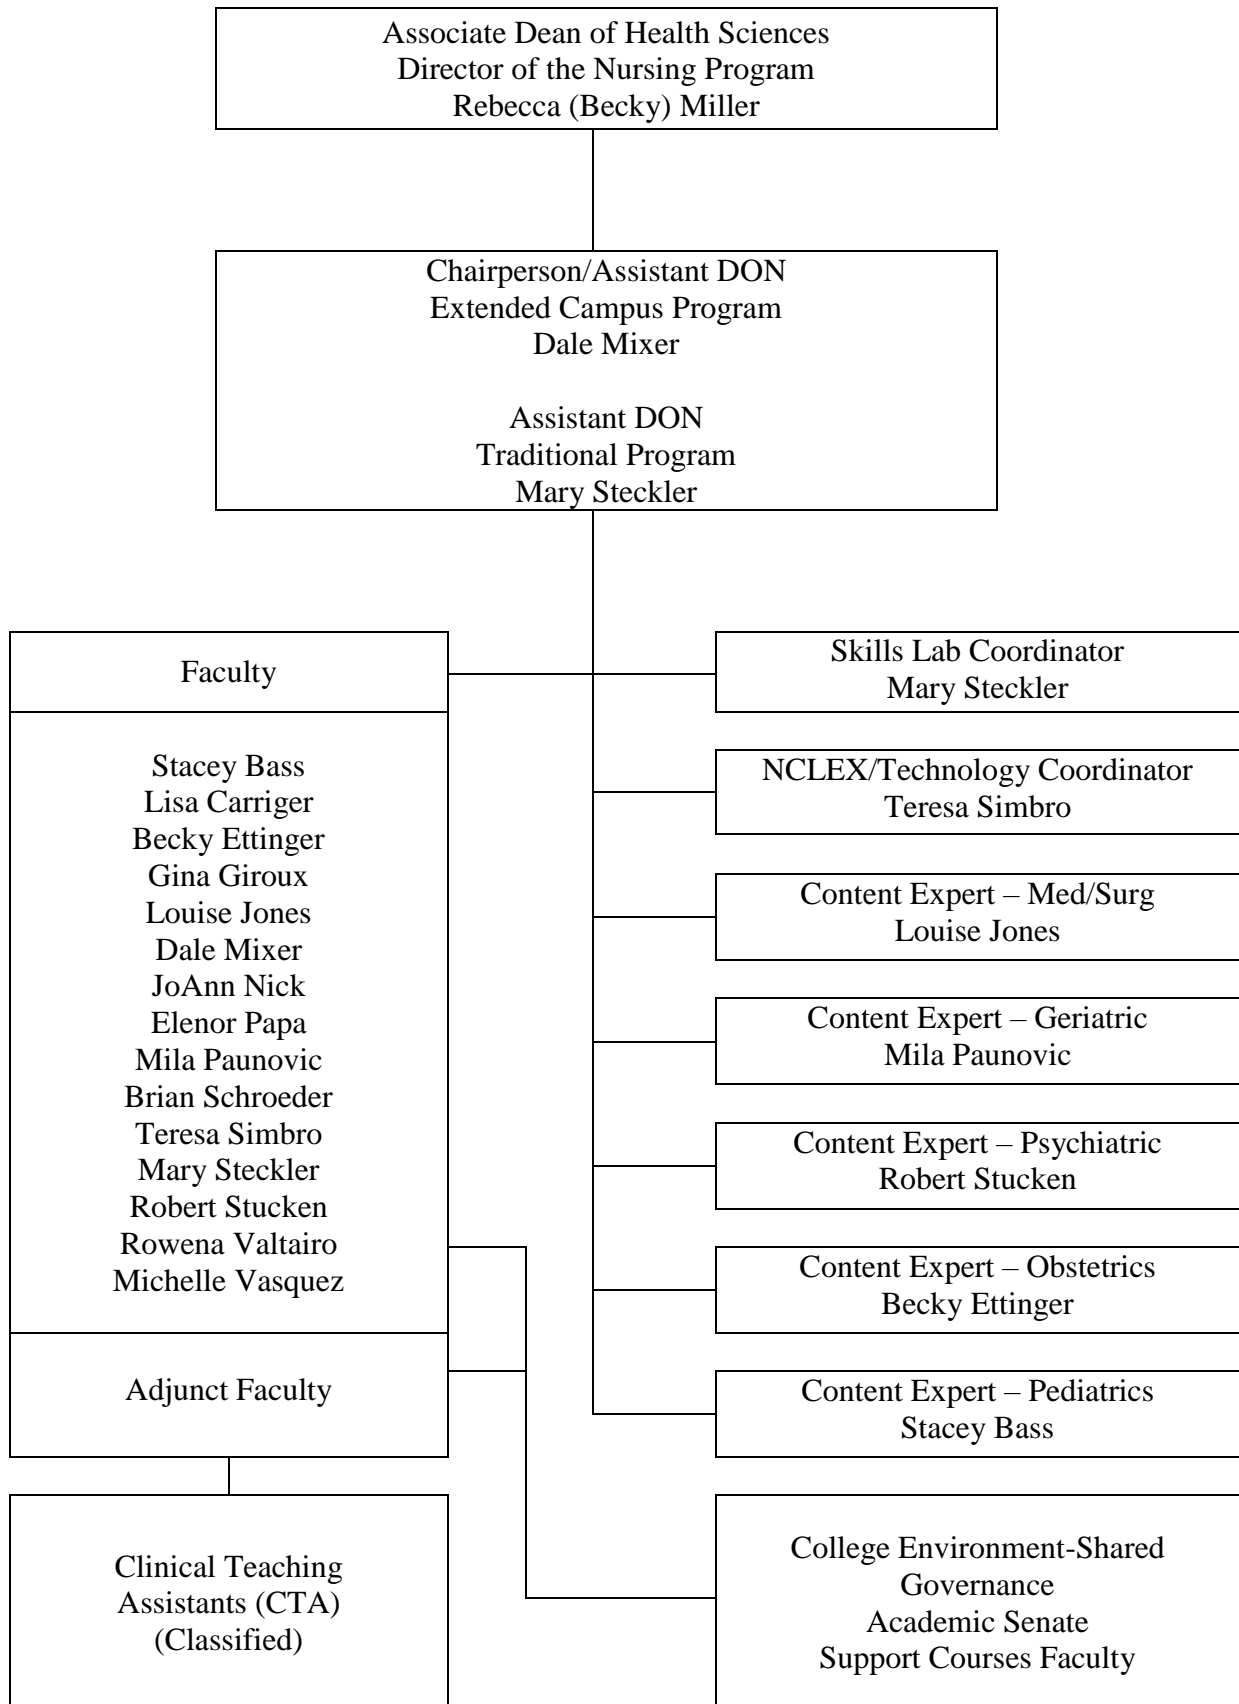 Associate Dean of Health Sciences
Director of the Nursing Program
Rebecca (Becky) Miller
Chairperson/Assistant DON
Extended Campus Program
Dale Mixer
Assistant DON
Traditional Program
Mary Steckler
Faculty
Stacey Bass
Lisa Carriger
Becky Ettinger
Gina Giroux
Louise Jones
Dale Mixer
JoAnn Nick
Elenor Papa
Mila Paunovic
Brian Schroeder
Teresa Simbro
Mary Steckler
Robert Stucken
Rowena Valtairo
Michelle Vasquez
Adjunct Faculty
Clinical Teaching
Assistants (CTA)
(Classified)
Skills Lab Coordinator
Mary Steckler
NCLEX/Technology Coordinator
Teresa Simbro
Content Expert – Med/Surg
Louise Jones
Content Expert – Geriatric
Mila Paunovic
Content Expert – Psychiatric
Robert Stucken
Content Expert – Obstetrics
Becky Ettinger
Content Expert – Pediatrics
Stacey Bass
College Environment-Shared
Governance
Academic Senate
Support Courses Faculty